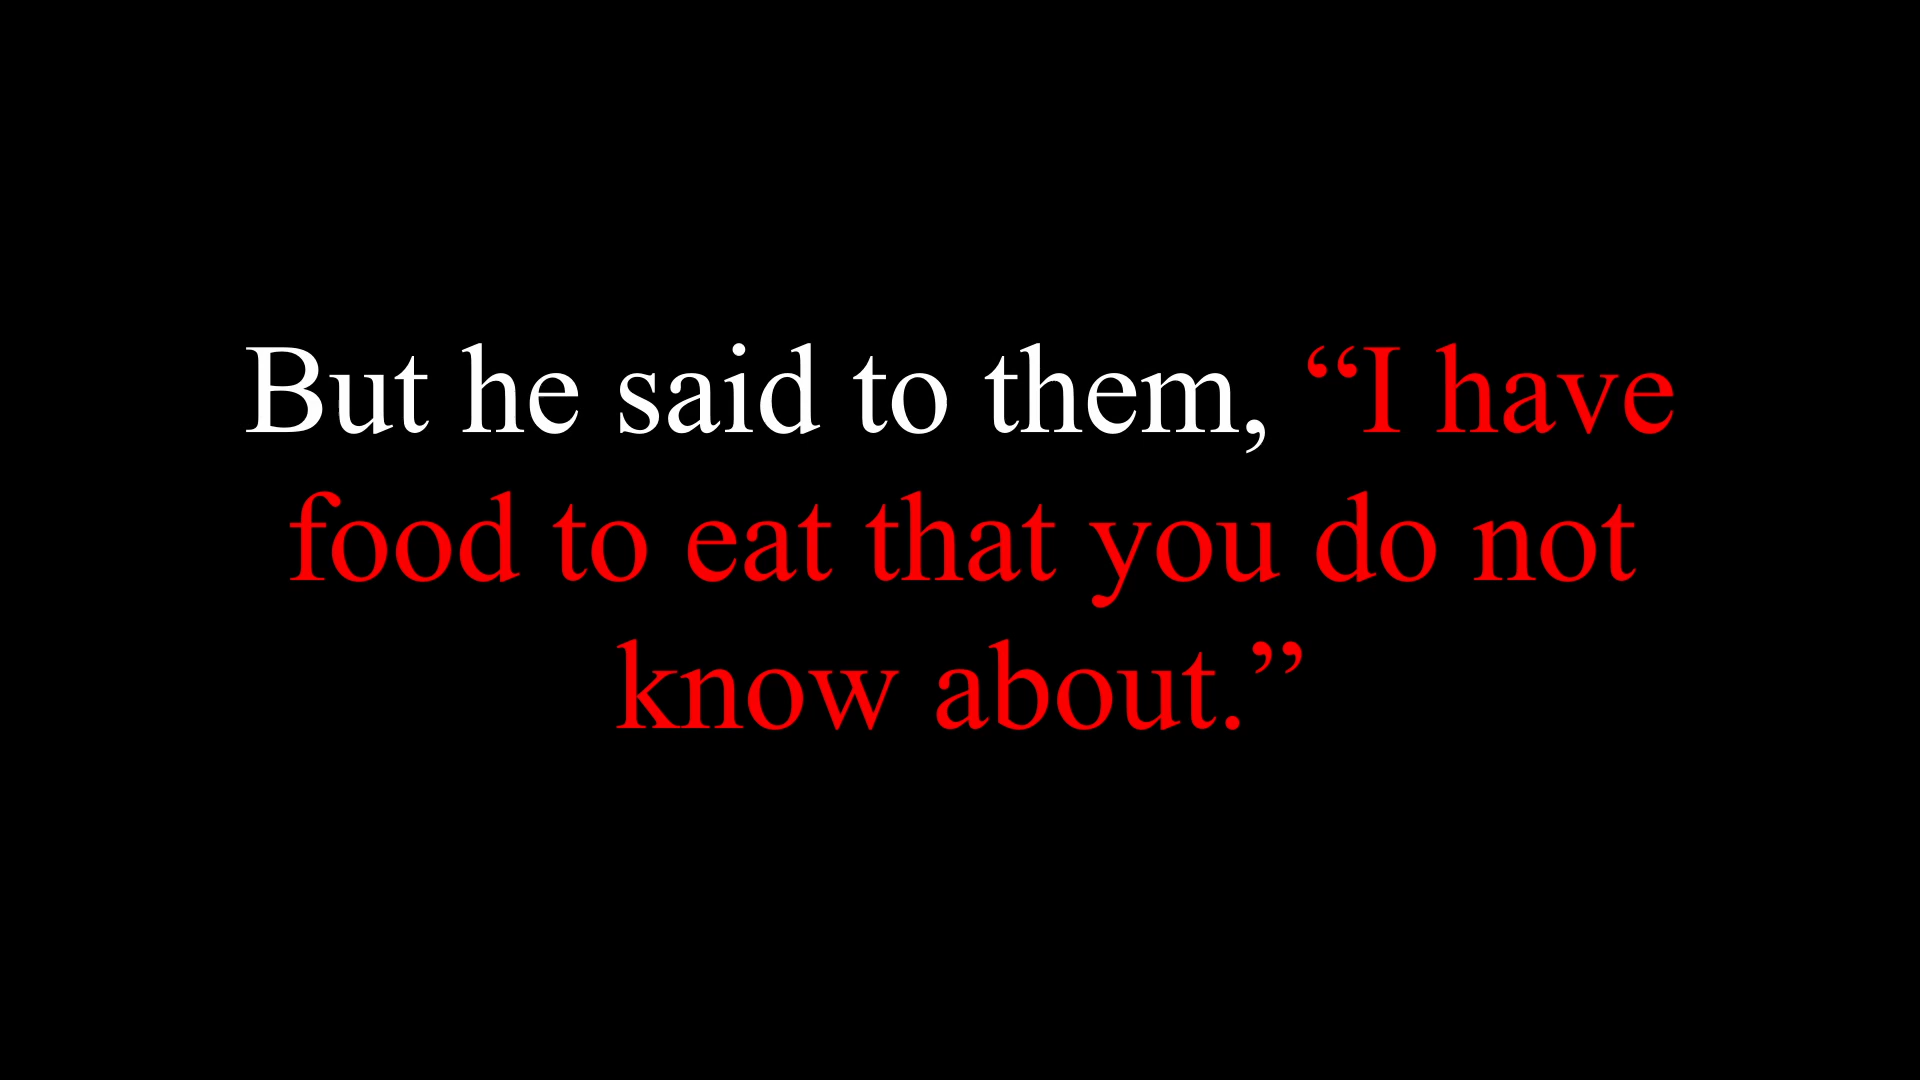 But he said to them, “I have
food to eat that you do not
know about.”